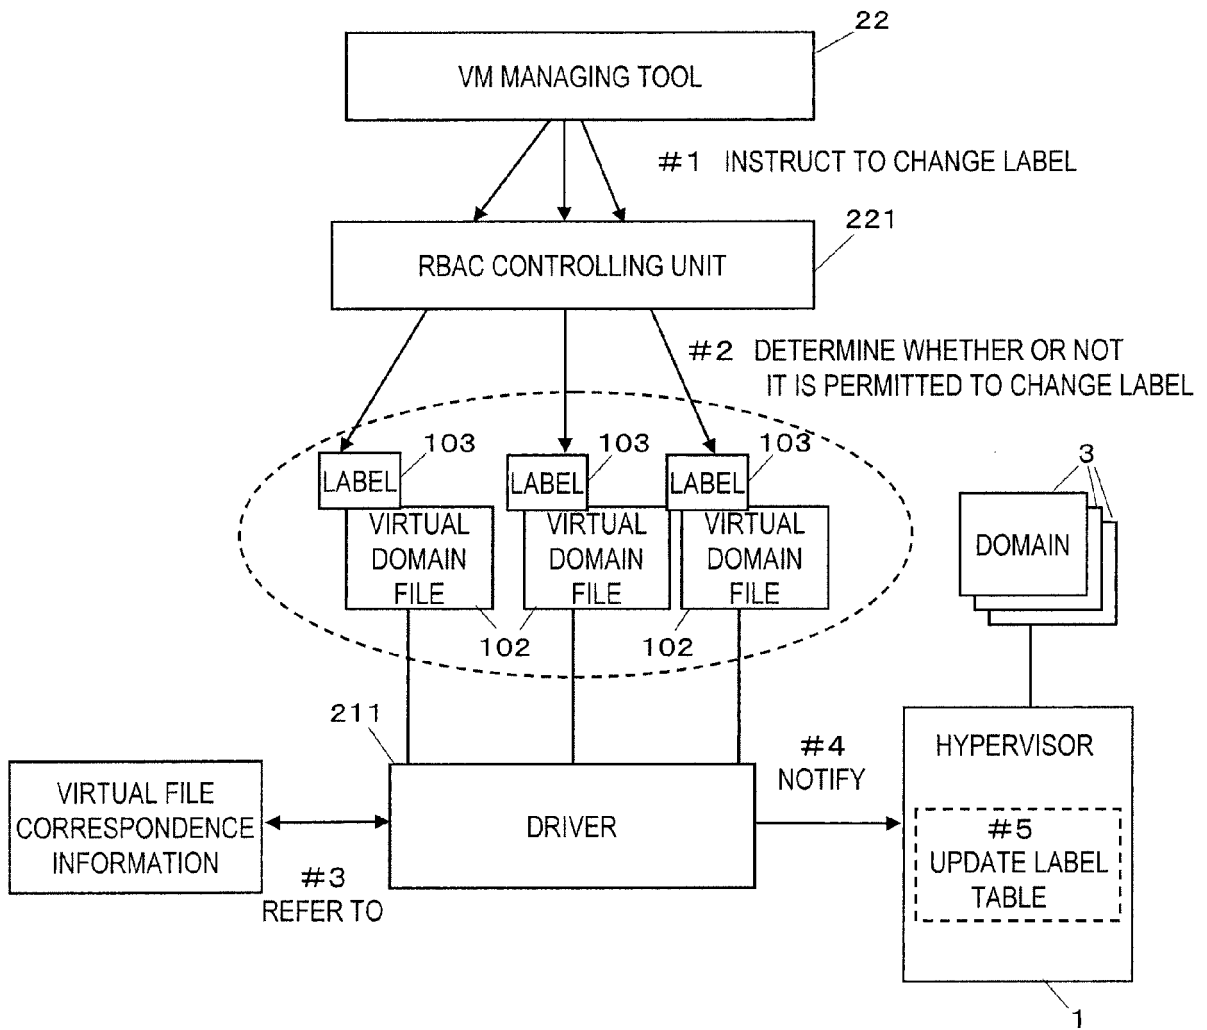 22
VM MANAGING TOOL
#1 INSTRUCT TO CHANGE LABEL
221
RBAC CONTROLLING UNIT
#2 DETERMINE WHETHER OR NOT
IT IS PERMITTED TO CHANGE LABEL
103
103
103
LABEL
LABEL
LABEL
VIRTUAL
DOMAIN
FILE
VIRTUAL
DOMAIN
FILE
VIRTUAL
DOMAIN
FILE
102
102
3
DOMAIN
211
DRIVER
VIRTUAL FILE
CORRESPONDENCE
INFORMATION
#3
REFER TO
#4
NOTIFY
HYPERVISOR
#5
UPDATE LABEL
TABLE
1